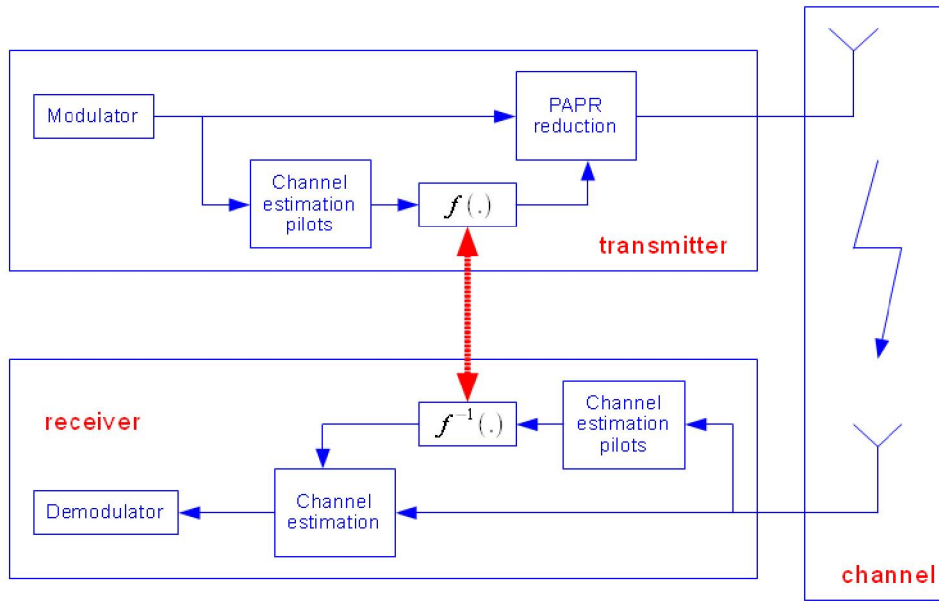 Modulator
PAPR
reduction
Channel
estimation
pilots
f(.)
transmitter
receiver
f⁻¹(.)
Channel
estimation
pilots
Demodulator
Channel
estimation
channel